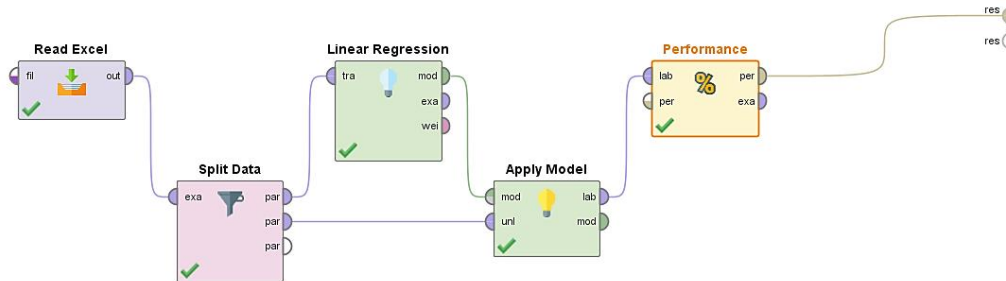 res
res
Read Excel
fil out
Linear Regression
tra mod
exa
wei
Performance
%
lab per
per exa
Split Data
exa par
par
par
Apply Model
mod lab
unl mod